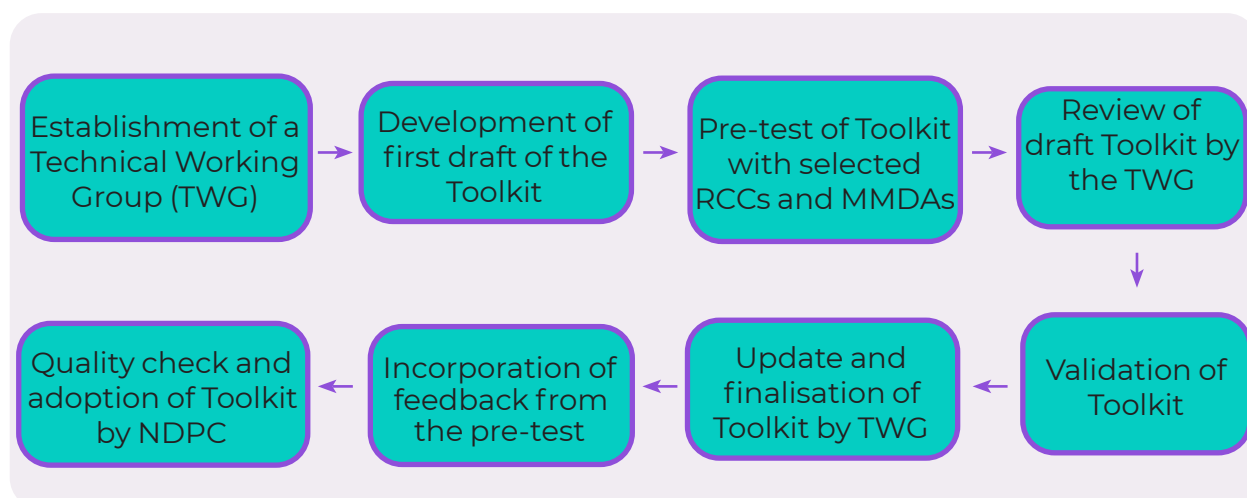 Establishment of a
Technical Working
Group (TWG)
Development of
first draft of the
Toolkit
Pre-test of Toolkit
with selected
RCCs and MMDAs
Review of
draft Toolkit by
the TWG
Validation of
Toolkit
Update and
finalisation of
Toolkit by TWG
Incorporation of
feedback from
the pre-test
Quality check and
adoption of Toolkit
by NDPC